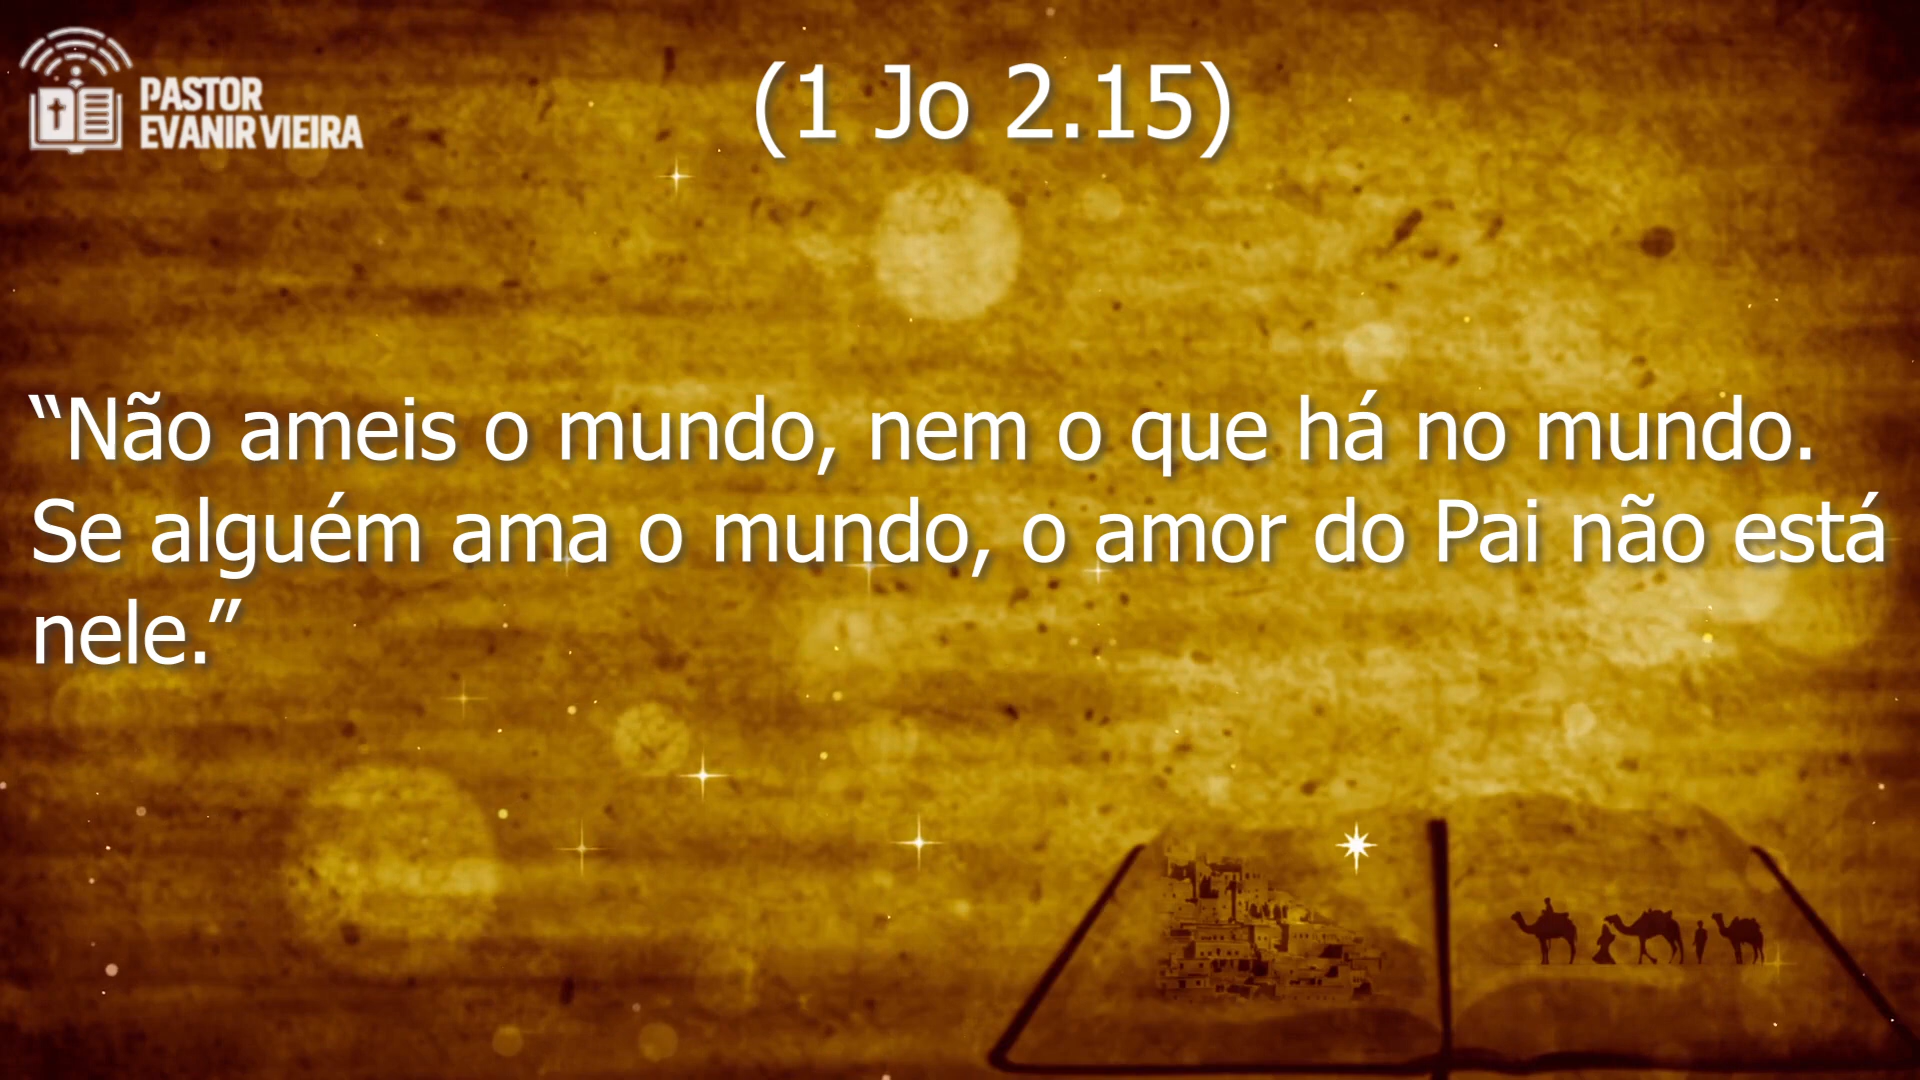 PASTOR
EVANIR VIEIRA
(1 Jo 2.15)
“Não ameis o mundo, nem o que há no mundo.
Se alguém ama o mundo, o amor do Pai não está
nele.”